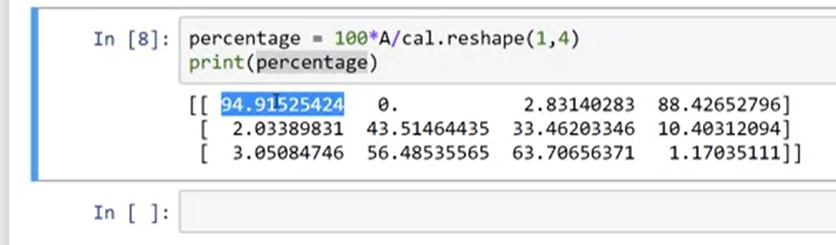 In [8]: percentage = 100*A/cal.reshape(1,4)
print(percentage)
[[ 94.91525424 0. 2.83140283 88.42652796]
[ 2.03389831 43.51464435 33.46203346 10.40312094]
[ 3.05084746 56.48535565 63.70656371 1.17035111]]
In [ ]: